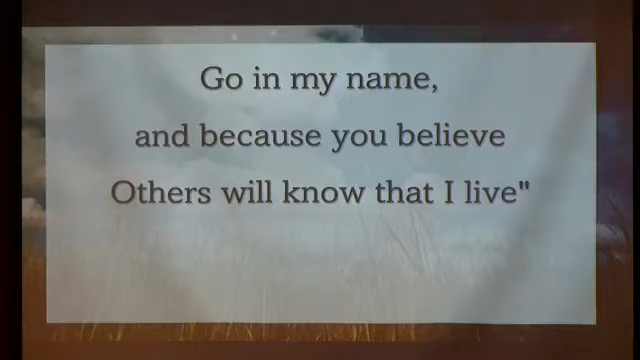 Go in my name,
and because you believe
Others will know that I live"